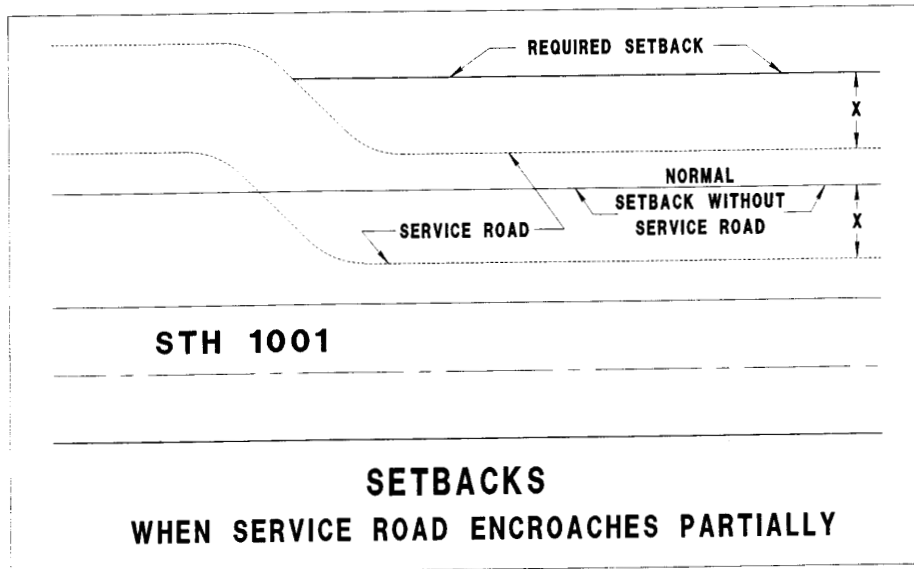 REQUIRED SETBACK
X
NORMAL
SETBACK WITHOUT
SERVICE ROAD
SERVICE ROAD
X
STH 1001
SETBACKS
WHEN SERVICE ROAD ENCROACHES PARTIALLY